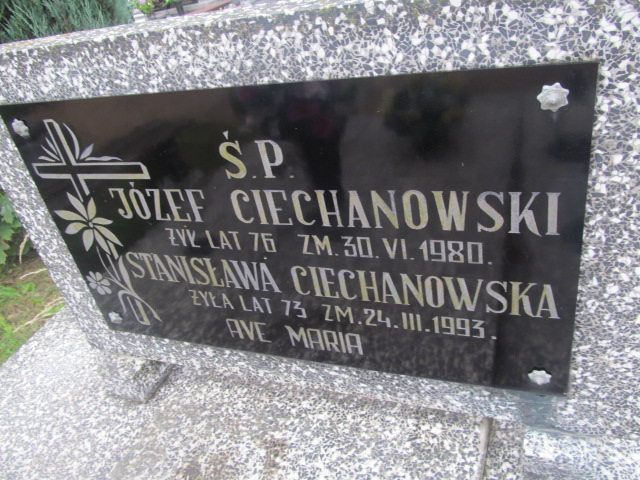 Ś.P.
JÓZEF CIECHANOWSKI
ŻYŁ LAT 76 ZM. 30. VI. 1980.
STANISŁAWA CIECHANOWSKA
ŻYŁA LAT 73 ZM. 24. III. 1993.
AVE MARIA